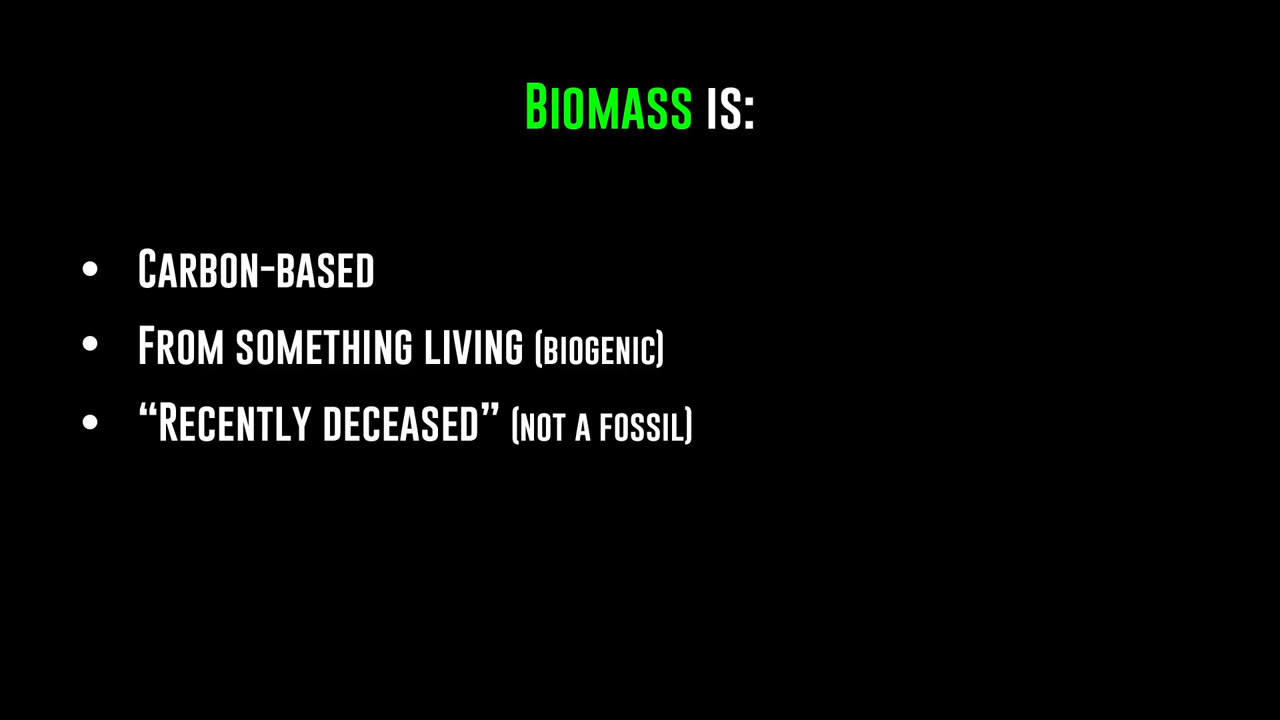 Biomass is:
• Carbon-based
• From something living (biogenic)
• “Recently deceased” (not a fossil)